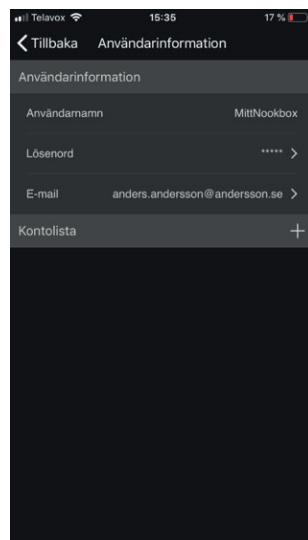 Telavox 15:35 17 %
Tillbaka Användarinformation
Användarinformation
Användarnamn MittNookbox
Lösenord *****
E-mail anders.andersson@andersson.se
Kontolista +